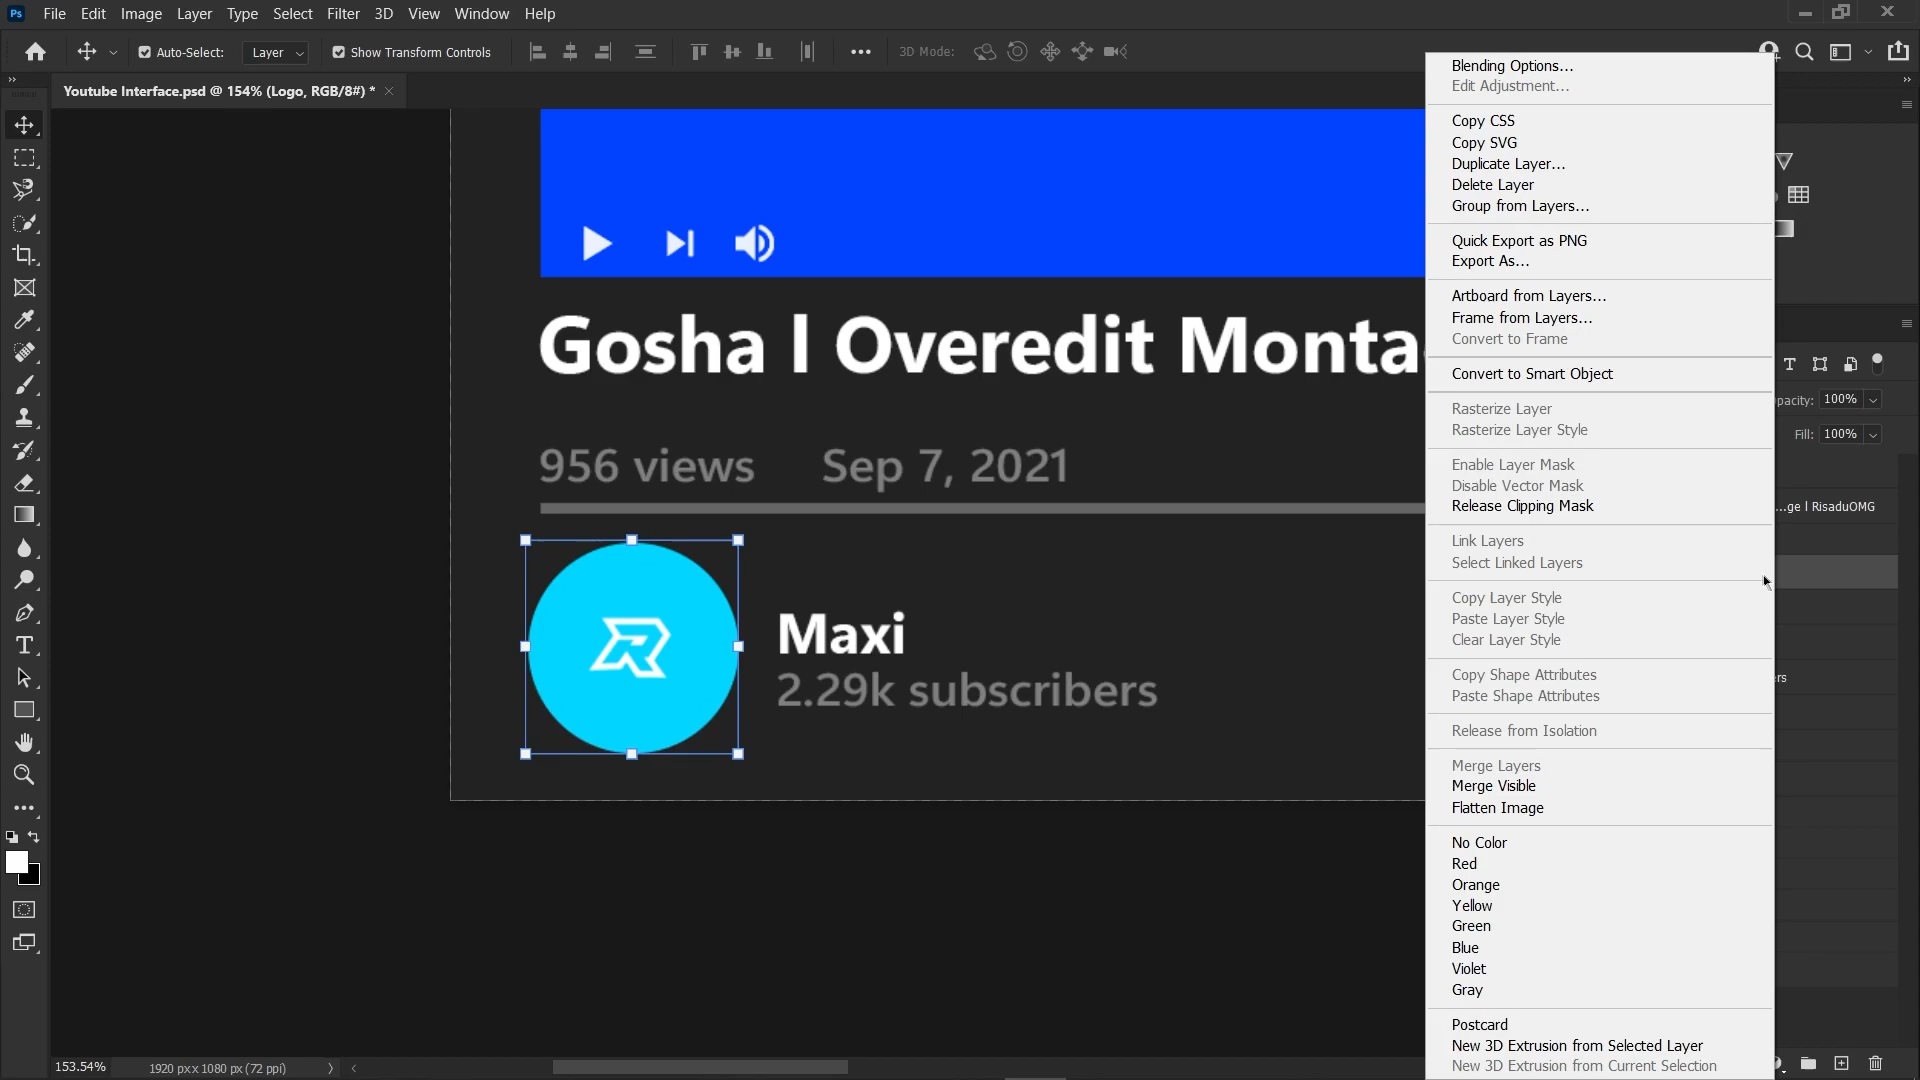 Ps File Edit Image Layer Type Select Filter 3D View Window Help
Auto-Select: Layer Show Transform Controls 3D Mode:
Youtube Interface.psd @ 154% (Logo, RGB/8#) *
Gosha l Overedit Monta
956 views Sep 7, 2021
Maxi
2.29k subscribers
153.54% 1920 px x 1080 px (72 ppi)
Blending Options...
Edit Adjustment...
Copy CSS
Copy SVG
Duplicate Layer...
Delete Layer
Group from Layers...
Quick Export as PNG
Export As...
Artboard from Layers...
Frame from Layers...
Convert to Frame
Convert to Smart Object
Rasterize Layer
Rasterize Layer Style
Enable Layer Mask
Disable Vector Mask
Release Clipping Mask
Link Layers
Select Linked Layers
Copy Layer Style
Paste Layer Style
Clear Layer Style
Copy Shape Attributes
Paste Shape Attributes
Release from Isolation
Merge Layers
Merge Visible
Flatten Image
No Color
Red
Orange
Yellow
Green
Blue
Violet
Gray
Postcard
New 3D Extrusion from Selected Layer
New 3D Extrusion from Current Selection
pacity: 100%
Fill: 100%
...ge l RisaduOMG
rs